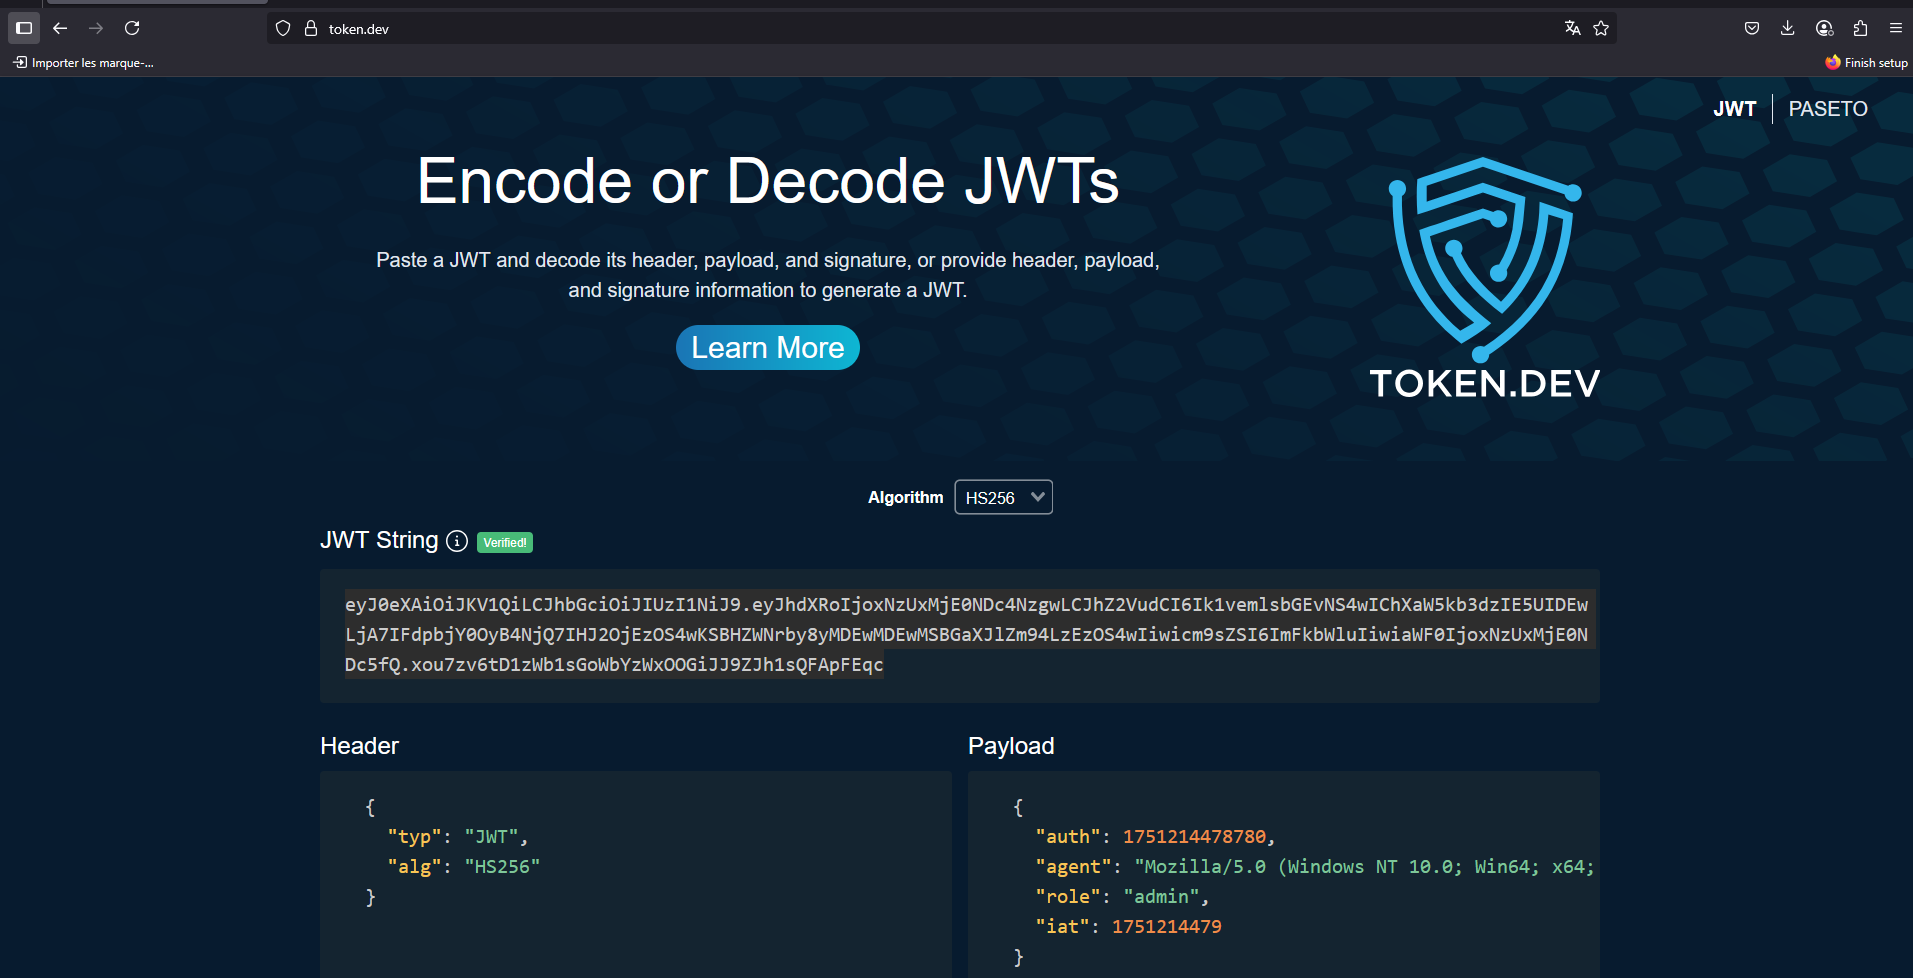 token.dev
Importer les marque-...
Finish setup
JWT
PASETO
Encode or Decode JWTs
Paste a JWT and decode its header, payload, and signature, or provide header, payload,
and signature information to generate a JWT.
Learn More
TOKEN.DEV
Algorithm
HS256
JWT String
Verified!
eyJ0eXAiOiJKV1QiLCJhbGciOiJIUzI1NiJ9.eyJhdXRoIjoxNzUxMjE0NDc4NzgwLCJhZ2VudCI6Ik1vemlsbGEvNS4wIChXaW5kb3dzIE5UIDEw
LjA7IFdpbjY0OyB4NjQ7IHJ2OjEzOS4wKSBHZWNrby8yMDEwMDEwMSBGaXJlZm94LzEzOS4wIiwicm9sZSI6ImFkbWluIiwiaWF0IjoxNzUxMjE0N
Dc5fQ.xou7zv6tD1zWb1sGoWbYzWxOOGiJJ9ZJh1sQFApFEqc
Header
{
"typ": "JWT",
"alg": "HS256"
}
Payload
{
"auth": 1751214478780,
"agent": "Mozilla/5.0 (Windows NT 10.0; Win64; x64;
"role": "admin",
"iat": 1751214479
}